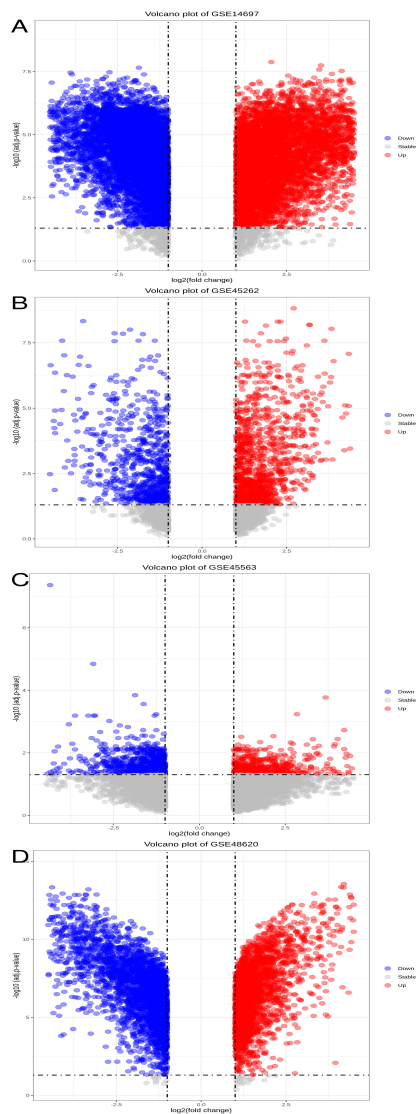 A
Volcano plot of GSE14697
-log10 (adj.p-value)
7.5
5.0
2.5
0.0
-2.5
0.0
2.5
log2(fold change)
Down
Stable
Up
B
Volcano plot of GSE45262
-log10 (adj.p-value)
7.5
5.0
2.5
0.0
-2.5
0.0
2.5
log2(fold change)
Down
Stable
Up
C
Volcano plot of GSE45563
-log10 (adj.p-value)
6
4
2
0
-2.5
0.0
2.5
log2(fold change)
Down
Stable
Up
D
Volcano plot of GSE48620
-log10 (adj.p-value)
10
5
0
-2.5
0.0
2.5
log2(fold change)
Down
Stable
Up